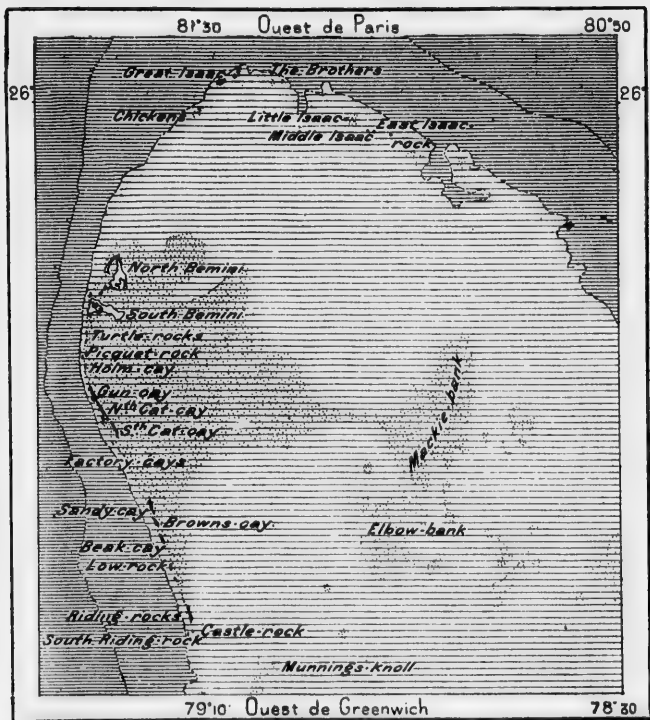 81°30 Ouest de Paris 80°50
Great Isaac The Brothers
26° 26°
Chickens Little Isaac East Isaac
Middle Isaac rock
North Bemini
South Bemini
Turtle rocks
Picquet rock
Holm cay
Gun cay
Nth Cat cay
Sth Cat cay
Mackie bank
Factory cays
Sandy cay
Browns cay
Elbow bank
Beak cay
Low rock
Riding rocks
Castle rock
South Riding rock
Munnings knoll
79°10 Ouest de Greenwich 78°30